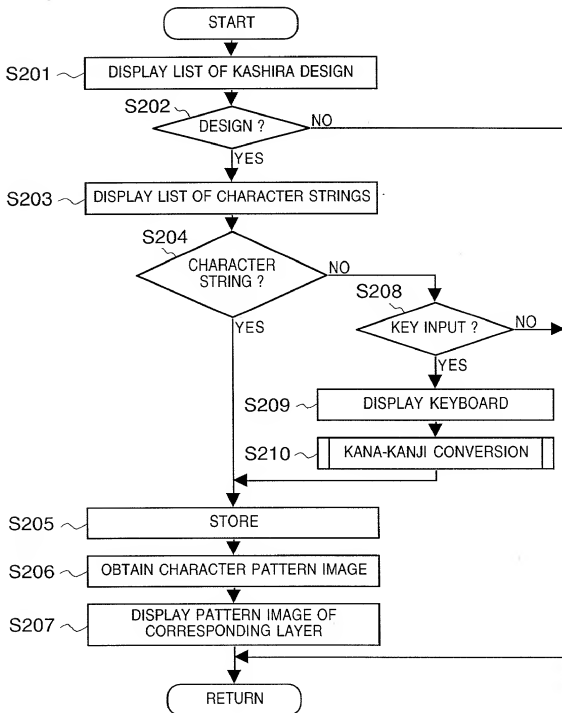 START
S201
DISPLAY LIST OF KASHIRA DESIGN
S202
DESIGN ?
NO
YES
S203
DISPLAY LIST OF CHARACTER STRINGS
S204
CHARACTER
STRING ?
NO
YES
S208
KEY INPUT ?
NO
YES
S209
DISPLAY KEYBOARD
S210
KANA-KANJI CONVERSION
S205
STORE
S206
OBTAIN CHARACTER PATTERN IMAGE
S207
DISPLAY PATTERN IMAGE OF
CORRESPONDING LAYER
RETURN